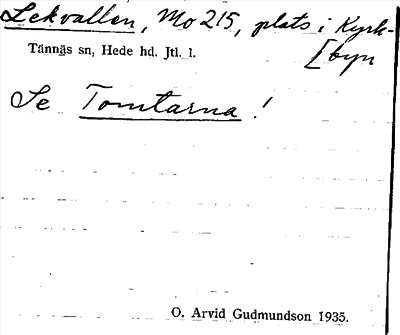 Lekvallen, Mo 215, plats i Kyrk-
[byn
Tännäs sn, Hede hd. Jtl. l.
Se Tomtarna!
O. Arvid Gudmundson 1935.